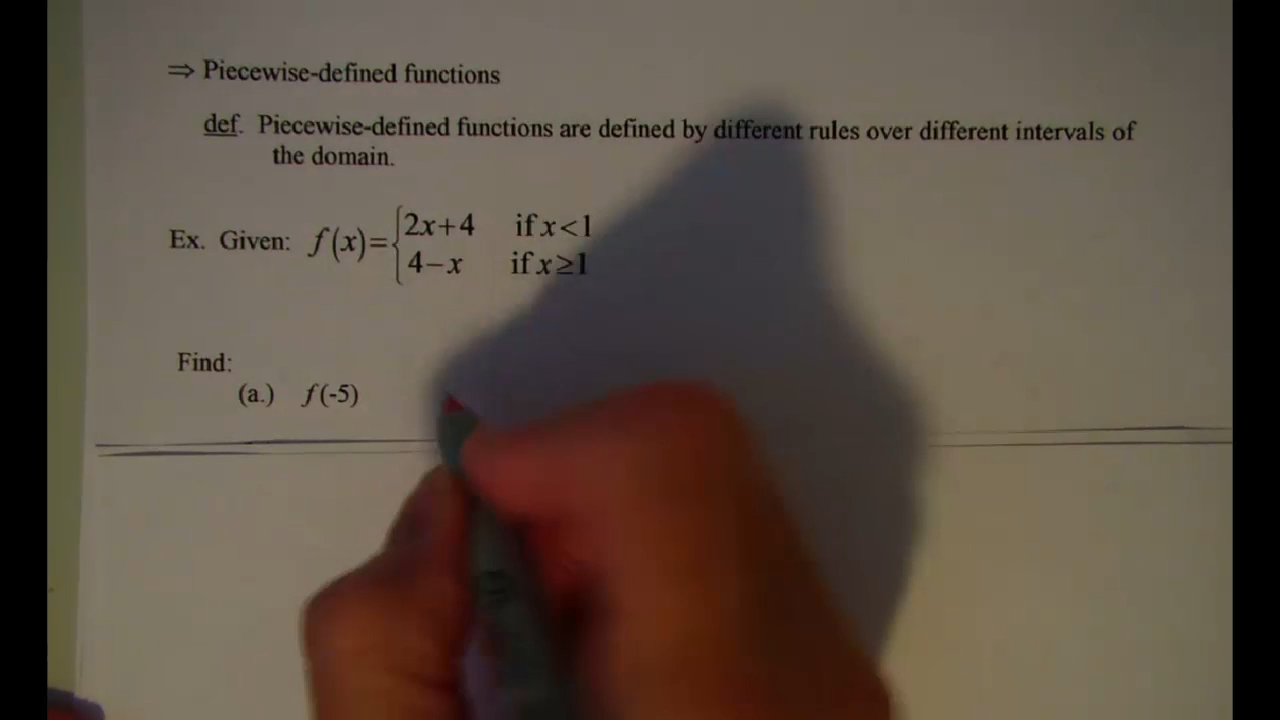 ⇒ Piecewise-defined functions
def. Piecewise-defined functions are defined by different rules over different intervals of
the domain.
Ex. Given: f(x)={2x+4 if x<1
4−x if x≥1
Find:
(a.) f(-5)